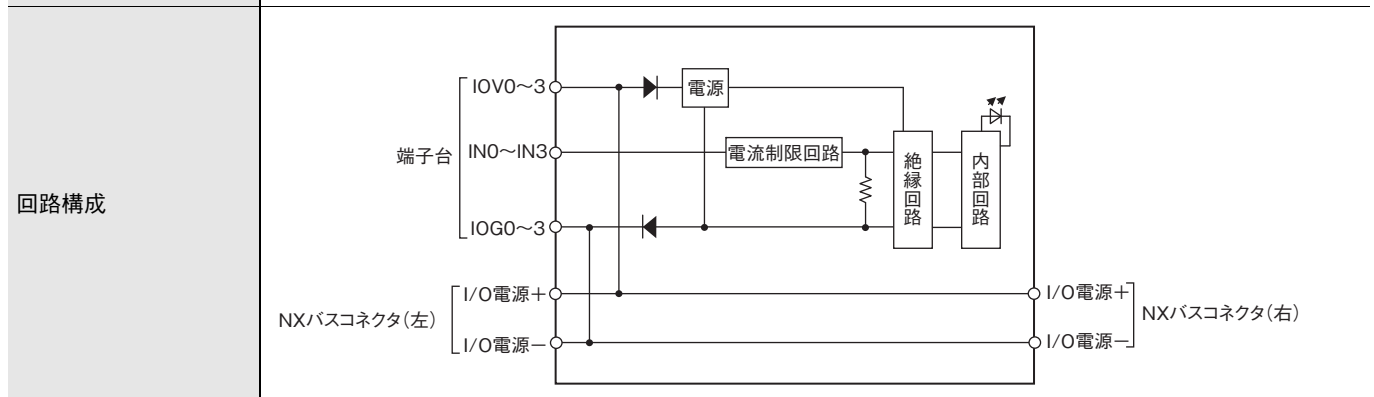 回路構成
端子台
IOV0～3
IN0～IN3
IOG0～3
電源
電流制限回路
絶縁回路
内部回路
NXバスコネクタ（左）
I/O電源＋
I/O電源－
I/O電源＋
I/O電源－
NXバスコネクタ（右）